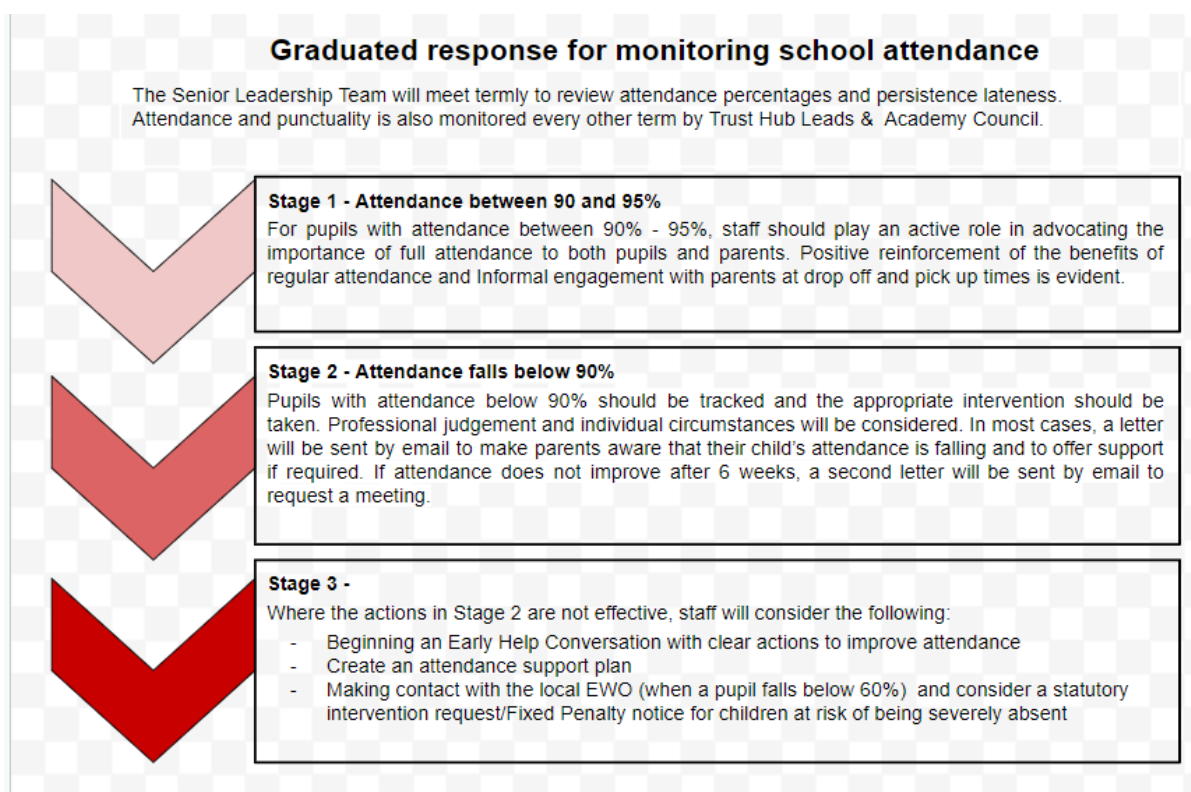 Graduated response for monitoring school attendance
The Senior Leadership Team will meet termly to review attendance percentages and persistence lateness.
Attendance and punctuality is also monitored every other term by Trust Hub Leads & Academy Council.
Stage 1 - Attendance between 90 and 95%
For pupils with attendance between 90% - 95%, staff should play an active role in advocating the
importance of full attendance to both pupils and parents. Positive reinforcement of the benefits of
regular attendance and Informal engagement with parents at drop off and pick up times is evident.
Stage 2 - Attendance falls below 90%
Pupils with attendance below 90% should be tracked and the appropriate intervention should be
taken. Professional judgement and individual circumstances will be considered. In most cases, a letter
will be sent by email to make parents aware that their child's attendance is falling and to offer support
if required. If attendance does not improve after 6 weeks, a second letter will be sent by email to
request a meeting.
Stage 3 -
Where the actions in Stage 2 are not effective, staff will consider the following:
- Beginning an Early Help Conversation with clear actions to improve attendance
- Create an attendance support plan
- Making contact with the local EWO (when a pupil falls below 60%) and consider a statutory
intervention request/Fixed Penalty notice for children at risk of being severely absent